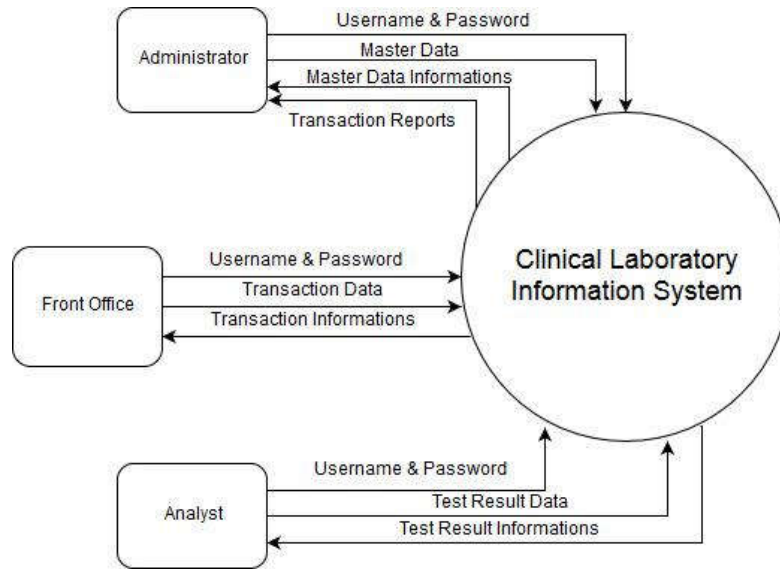 Username & Password
Administrator
Master Data
Master Data Informations
Transaction Reports
Username & Password
Clinical Laboratory
Information System
Front Office
Transaction Data
Transaction Informations
Username & Password
Analyst
Test Result Data
Test Result Informations